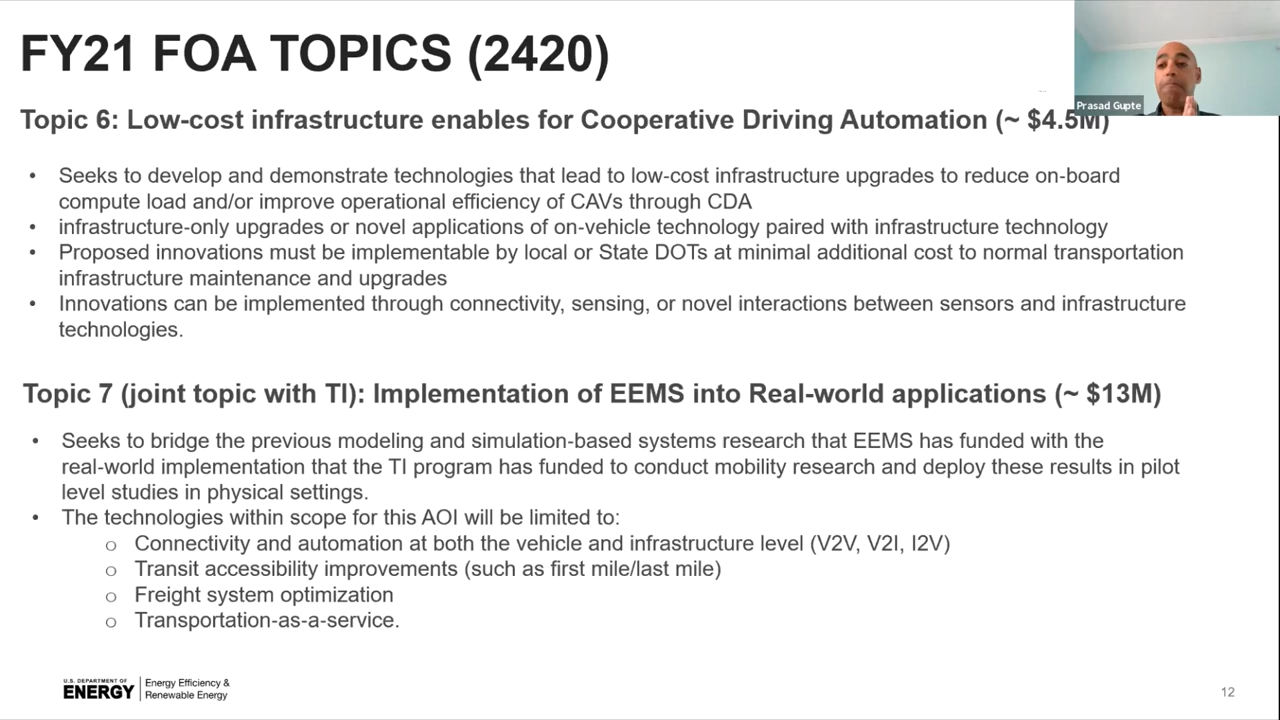 FY21 FOA TOPICS (2420)
Prasad Gupte
Topic 6: Low-cost infrastructure enables for Cooperative Driving Automation (~ $4.5M)
• Seeks to develop and demonstrate technologies that lead to low-cost infrastructure upgrades to reduce on-board
compute load and/or improve operational efficiency of CAVs through CDA
• infrastructure-only upgrades or novel applications of on-vehicle technology paired with infrastructure technology
• Proposed innovations must be implementable by local or State DOTs at minimal additional cost to normal transportation
infrastructure maintenance and upgrades
• Innovations can be implemented through connectivity, sensing, or novel interactions between sensors and infrastructure
technologies.
Topic 7 (joint topic with TI): Implementation of EEMS into Real-world applications (~ $13M)
• Seeks to bridge the previous modeling and simulation-based systems research that EEMS has funded with the
real-world implementation that the TI program has funded to conduct mobility research and deploy these results in pilot
level studies in physical settings.
• The technologies within scope for this AOI will be limited to:
o Connectivity and automation at both the vehicle and infrastructure level (V2V, V2I, I2V)
o Transit accessibility improvements (such as first mile/last mile)
o Freight system optimization
o Transportation-as-a-service.
U.S. DEPARTMENT OF
ENERGY
Energy Efficiency &
Renewable Energy
12